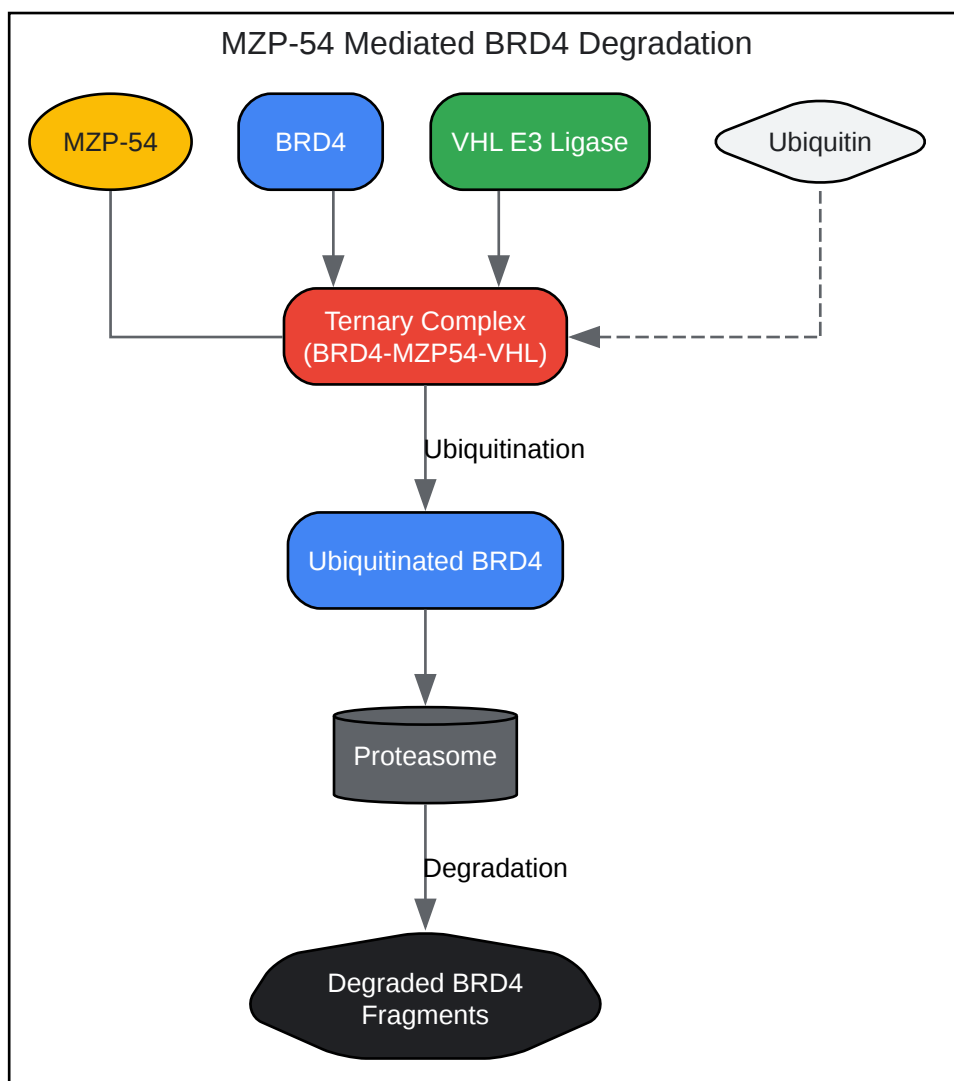 MZP-54 Mediated BRD4 Degradation
MZP-54
BRD4
VHL E3 Ligase
Ubiquitin
Ternary Complex
(BRD4-MZP54-VHL)
Ubiquitination
Ubiquitinated BRD4
Proteasome
Degradation
Degraded BRD4
Fragments